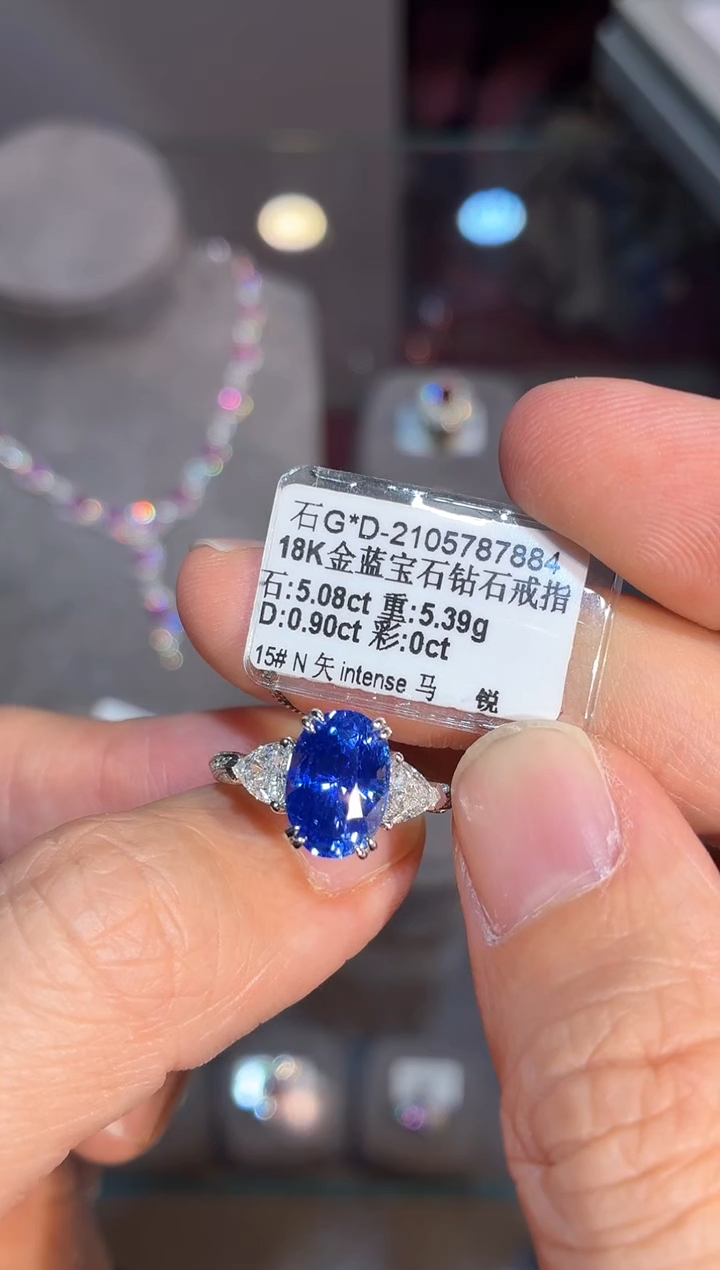 石G*D-2105787884
18K金蓝宝石钻石戒指
石:5.08ct 重:5.39g
D:0.90ct 彩:0ct
15# N 矢 intense 马 锐